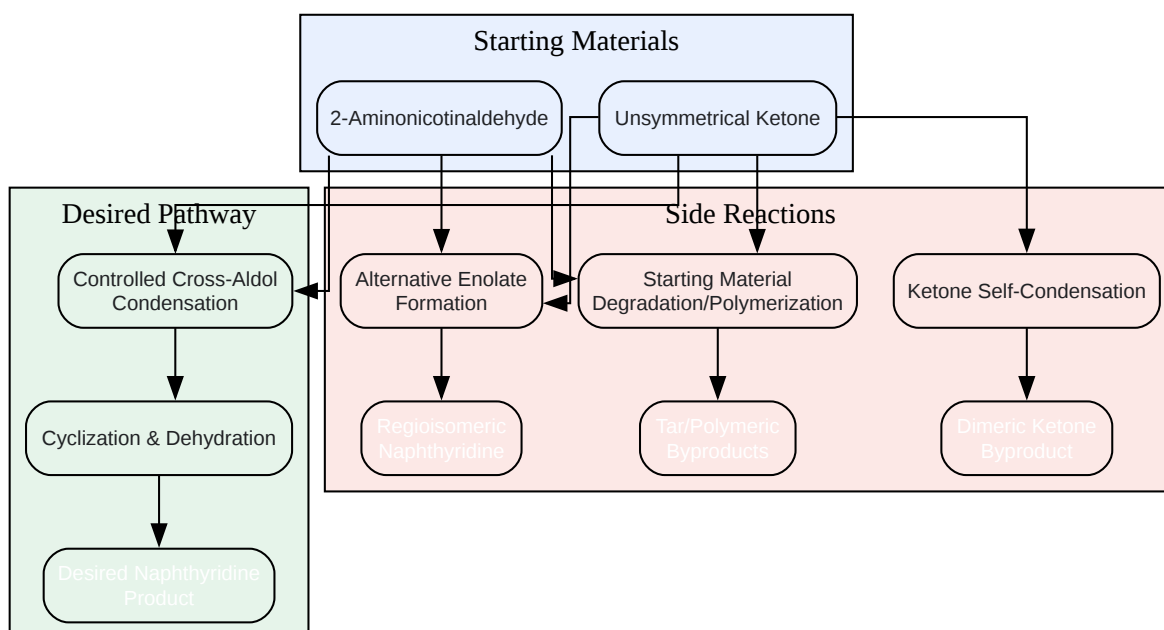 Starting Materials
2-Aminonicotinaldehyde
Unsymmetrical Ketone
Desired Pathway
Side Reactions
Controlled Cross-Aldol
Condensation
Alternative Enolate
Formation
Starting Material
Degradation/Polymerization
Ketone Self-Condensation
Cyclization & Dehydration
Regioisomeric
Naphthyridine
Tar/Polymeric
Byproducts
Dimeric Ketone
Byproduct
Desired Naphthyridine
Product